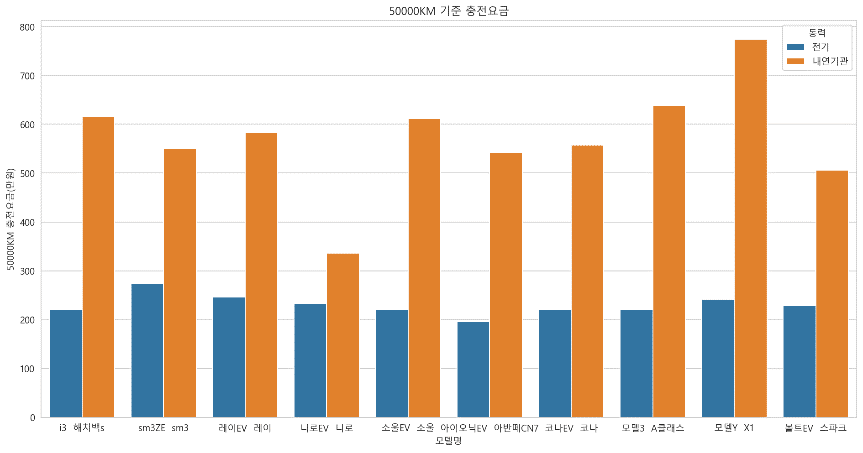 50000KM 기준 충전요금
동력
전기
내연기관
50000KM 충전요금(만원)
800
700
600
500
400
300
200
100
0
i3 해치백s
sm3ZE sm3
레이EV 레이
니로EV 니로
소울EV 소울
아이오닉EV 아반떼CN7
코나EV 코나
모델3 A클래스
모델Y X1
볼트EV 스파크
모델명